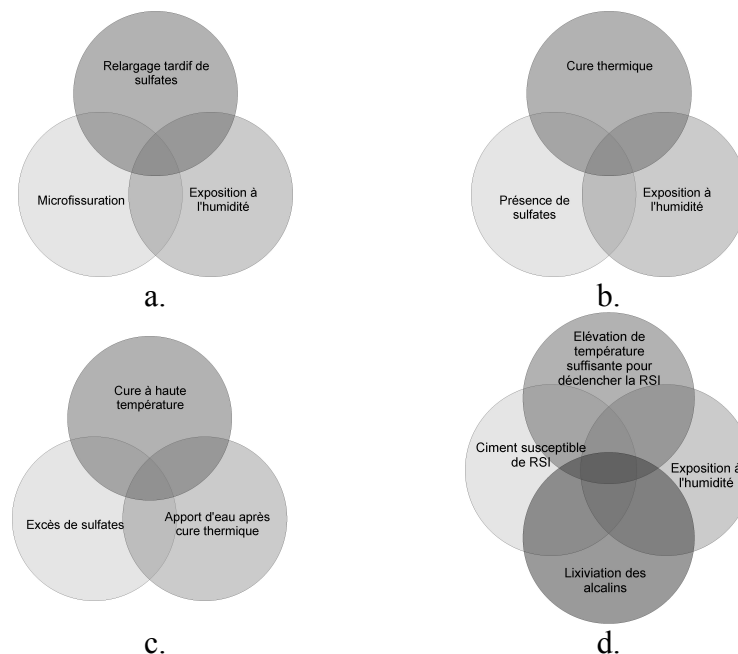 Relargage tardif de
sulfates
Microfissuration
Exposition à
l'humidité
a.
Cure thermique
Présence de
sulfates
Exposition à
l'humidité
b.
Cure à haute
température
Excès de sulfates
Apport d'eau après
cure thermique
c.
Elévation de
température
suffisante pour
déclencher la RSI
Ciment susceptible
de RSI
Exposition à
l'humidité
Lixiviation des
alcalins
d.